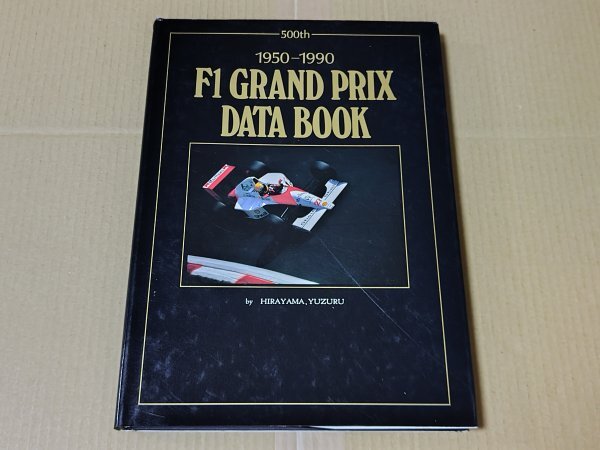 500th
1950-1990
F1 GRAND PRIX
DATA BOOK
by HIRAYAMA, YUZURU